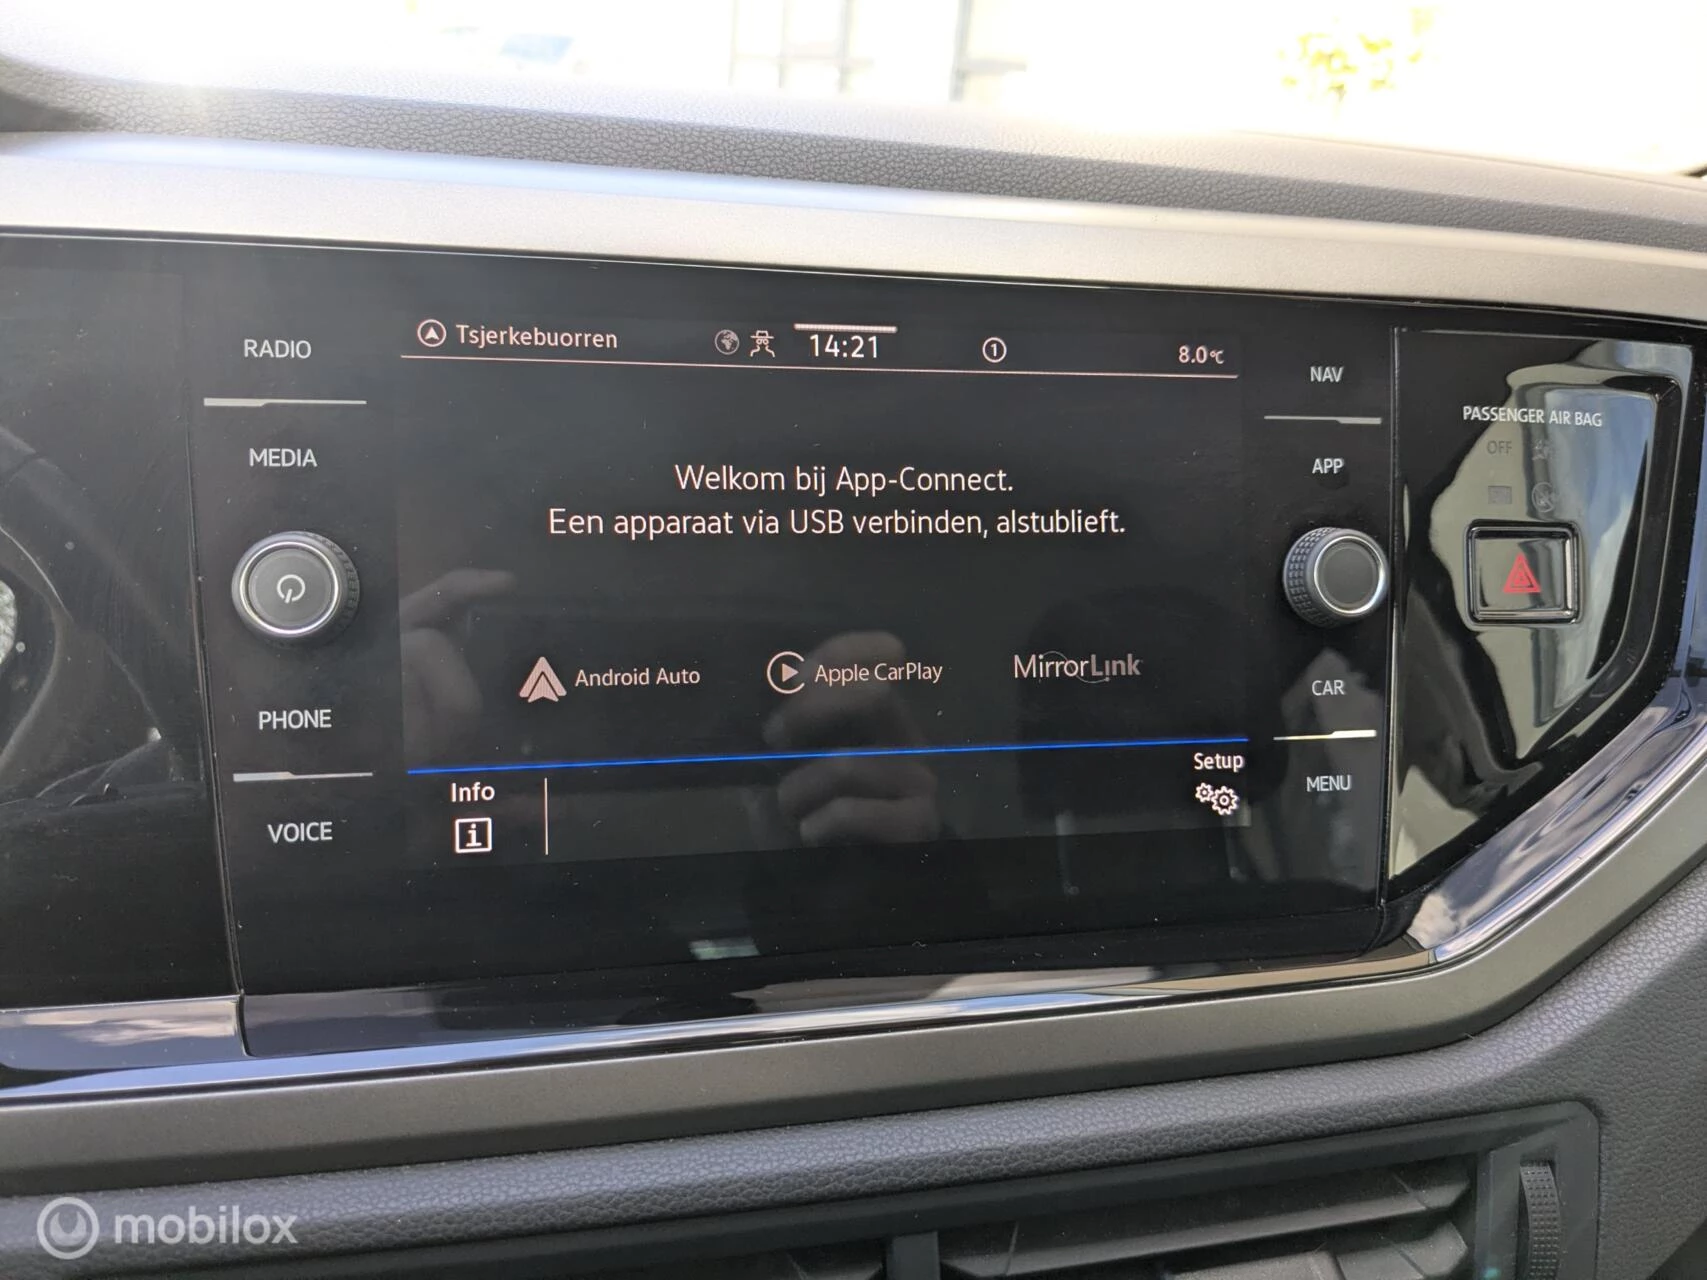 RADIO
MEDIA
PHONE
VOICE
Tsjerkebuorren
14:21
1
8.0°C
Welkom bij App-Connect.
Een apparaat via USB verbinden, alstublieft.
Android Auto
Apple CarPlay
MirrorLink
Info
i
Setup
NAV
APP
CAR
MENU
PASSENGER AIR BAG
OFF
mobilox